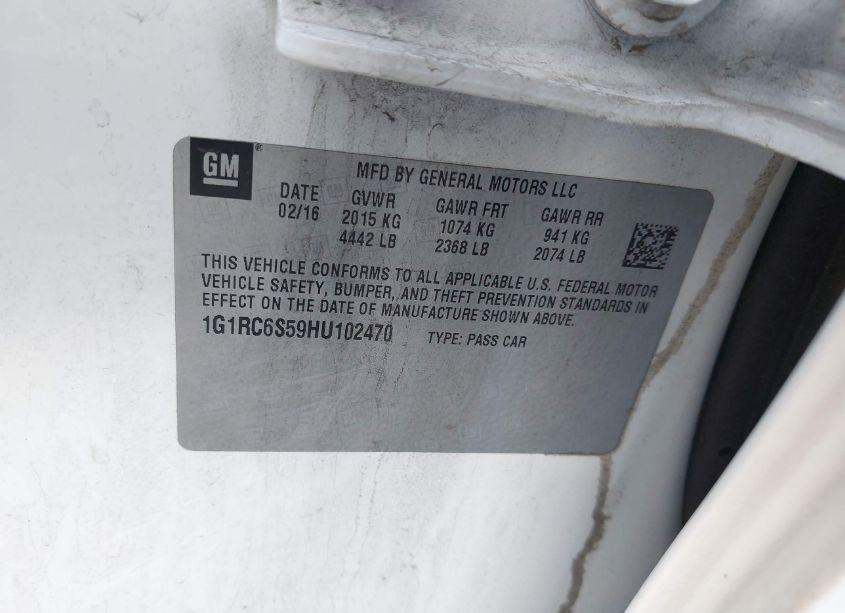 GM
MFD BY GENERAL MOTORS LLC
DATE GVWR GAWR FRT GAWR RR
02/16 2015 KG 1074 KG 941 KG
4442 LB 2368 LB 2074 LB
THIS VEHICLE CONFORMS TO ALL APPLICABLE U.S. FEDERAL MOTOR
VEHICLE SAFETY, BUMPER, AND THEFT PREVENTION STANDARDS IN
EFFECT ON THE DATE OF MANUFACTURE SHOWN ABOVE.
1G1RC6S59HU102470 TYPE: PASS CAR